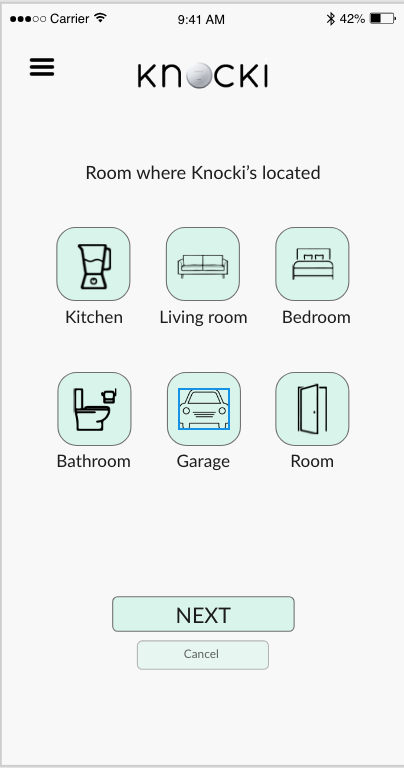 Carrier 9:41 AM 42%
KNOCKI
Room where Knocki's located
Kitchen Living room Bedroom
Bathroom Garage Room
NEXT
Cancel